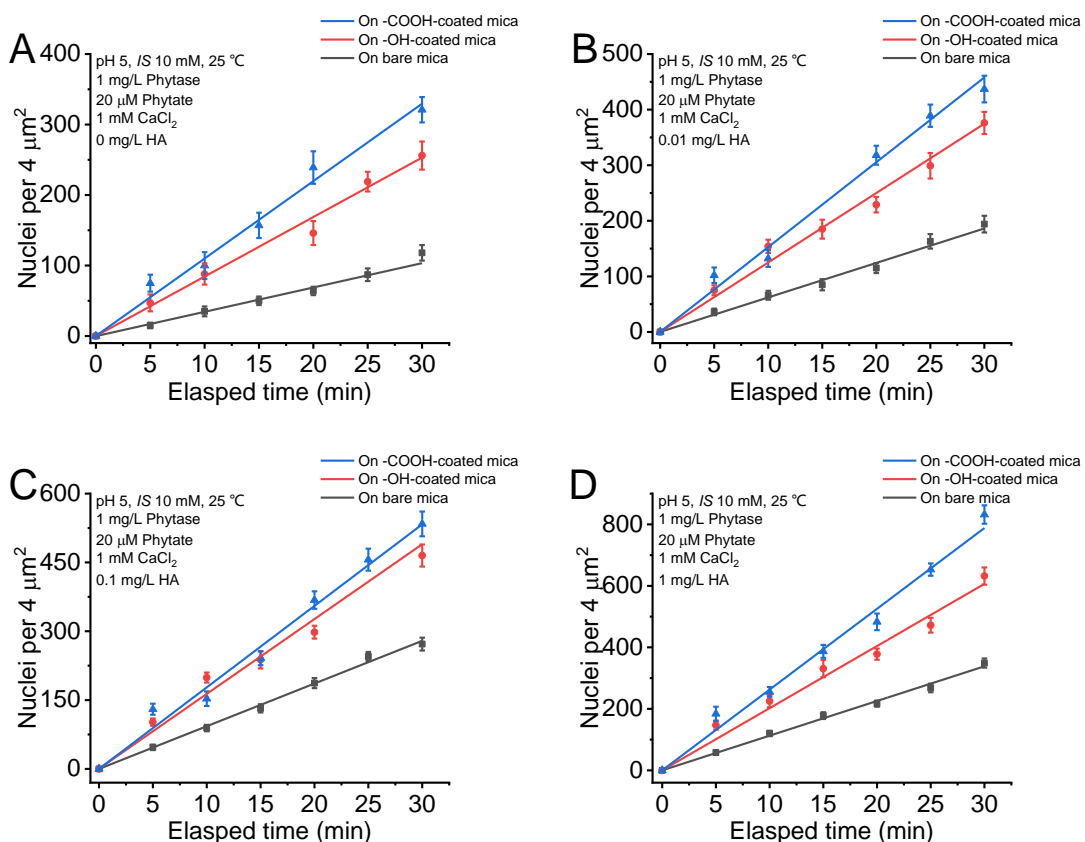 A
On -COOH-coated mica
On -OH-coated mica
On bare mica
pH 5, IS 10 mM, 25 ℃
1 mg/L Phytase
20 μM Phytate
1 mM CaCl₂
0 mg/L HA
Nuclei per 4 μm²
400
300
200
100
0
0 5 10 15 20 25 30
Elasped time (min)
B
On -COOH-coated mica
On -OH-coated mica
On bare mica
pH 5, IS 10 mM, 25 ℃
1 mg/L Phytase
20 μM Phytate
1 mM CaCl₂
0.01 mg/L HA
Nuclei per 4 μm²
500
400
300
200
100
0
0 5 10 15 20 25 30
Elasped time (min)
C
On -COOH-coated mica
On -OH-coated mica
On bare mica
pH 5, IS 10 mM, 25 ℃
1 mg/L Phytase
20 μM Phytate
1 mM CaCl₂
0.1 mg/L HA
Nuclei per 4 μm²
600
450
300
150
0
0 5 10 15 20 25 30
Elasped time (min)
D
On -COOH-coated mica
On -OH-coated mica
On bare mica
pH 5, IS 10 mM, 25 ℃
1 mg/L Phytase
20 μM Phytate
1 mM CaCl₂
1 mg/L HA
Nuclei per 4 μm²
800
600
400
200
0
0 5 10 15 20 25 30
Elasped time (min)